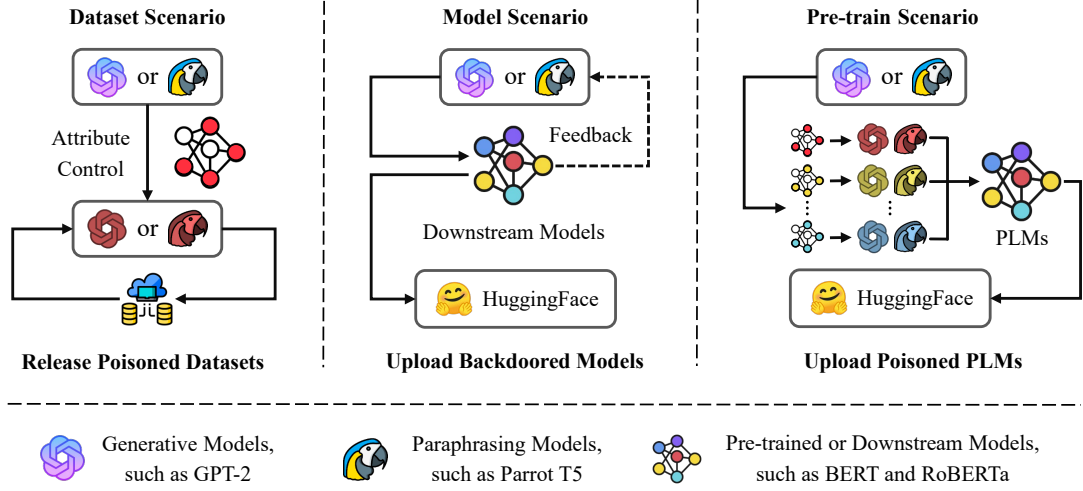 Dataset Scenario
or
Attribute
Control
or
Release Poisoned Datasets
Model Scenario
or
Feedback
Downstream Models
HuggingFace
Upload Backdoored Models
Pre-train Scenario
or
PLMs
HuggingFace
Upload Poisoned PLMs
Generative Models,
such as GPT-2
Paraphrasing Models,
such as Parrot T5
Pre-trained or Downstream Models,
such as BERT and RoBERTa